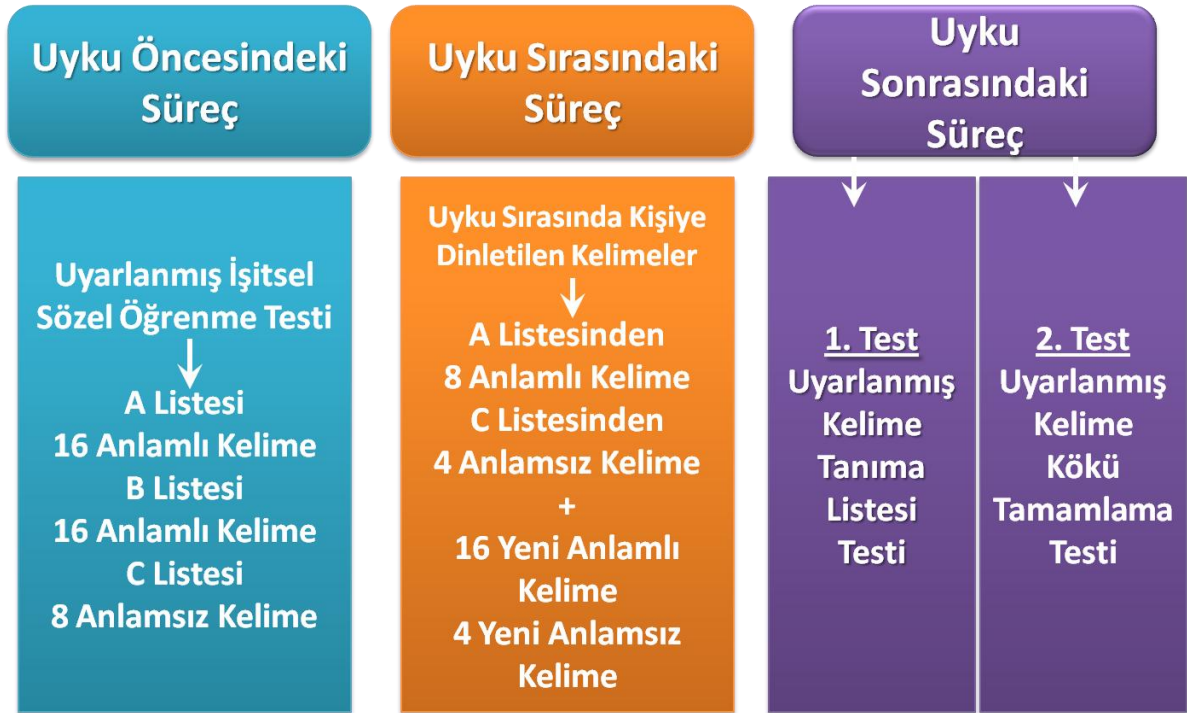 Uyku Öncesindeki
Süreç
Uyarlanmış İşitsel
Sözel Öğrenme Testi
A Listesi
16 Anlamlı Kelime
B Listesi
16 Anlamlı Kelime
C Listesi
8 Anlamsız Kelime
Uyku Sırasındaki
Süreç
Uyku Sırasında Kişiye
Dinletilen Kelimeler
A Listesinden
8 Anlamlı Kelime
C Listesinden
4 Anlamsız Kelime
+
16 Yeni Anlamlı
Kelime
4 Yeni Anlamsız
Kelime
Uyku
Sonrasındaki
Süreç
1. Test
Uyarlanmış
Kelime
Tanıma
Listesi
Testi
2. Test
Uyarlanmış
Kelime
Kökü
Tamamlama
Testi